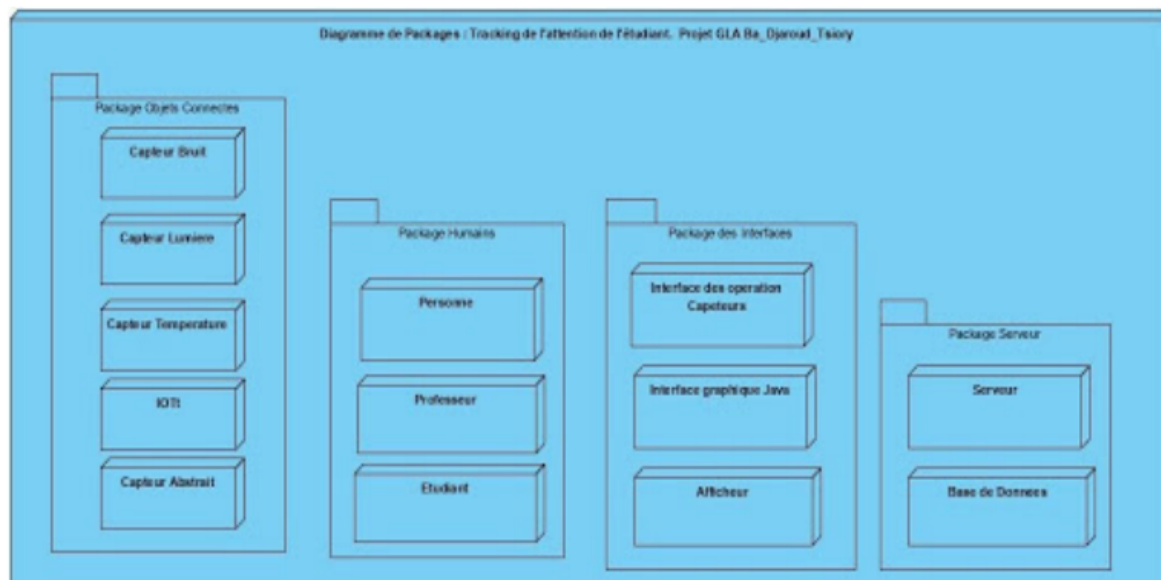 Diagramme de Packages : Tracking de l'attention de l'étudiant. Projet GLA Ba_Djaroud_Tsiory
Package Objets Connectes
Capteur Bruit
Capteur Lumiere
Capteur Temperature
IOTt
Capteur Abstrait
Package Humains
Personne
Professeur
Etudiant
Package des Interfaces
Interface des operation
Capeteurs
Interface graphique Java
Afficheur
Package Serveur
Serveur
Base de Donnees